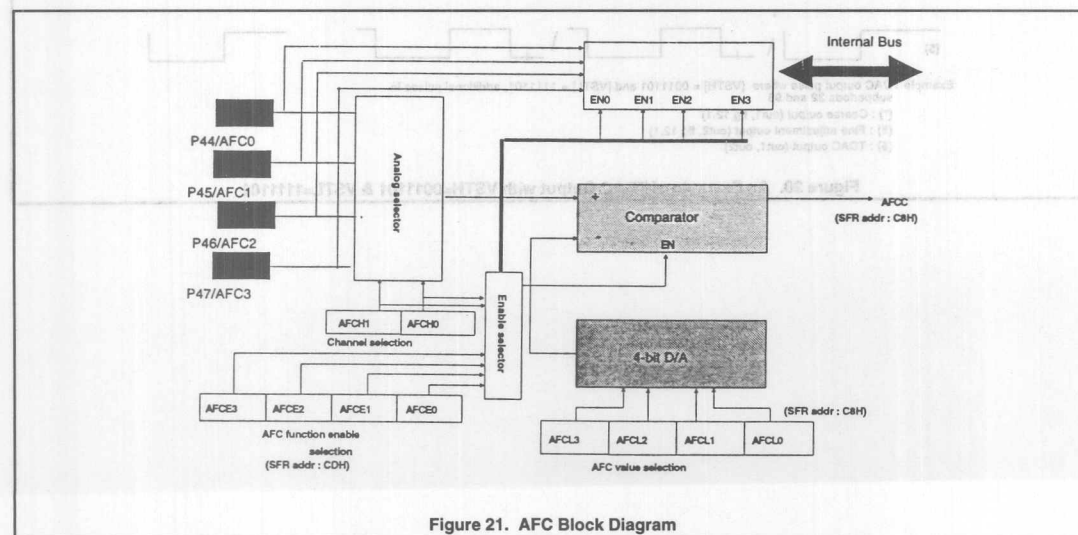 Internal Bus
EN0 EN1 EN2 EN3
P44/AFC0
P45/AFC1
P46/AFC2
P47/AFC3
Analog selector
+
Comparator
-
EN
AFCC
(SFR addr : C8H)
Enable selector
AFCH1 AFCH0
Channel selection
4-bit D/A
(SFR addr : C8H)
AFCE3 AFCE2 AFCE1 AFCE0
AFC function enable
selection
(SFR addr : CDH)
AFCL3 AFCL2 AFCL1 AFCL0
AFC value selection
Figure 21. AFC Block Diagram